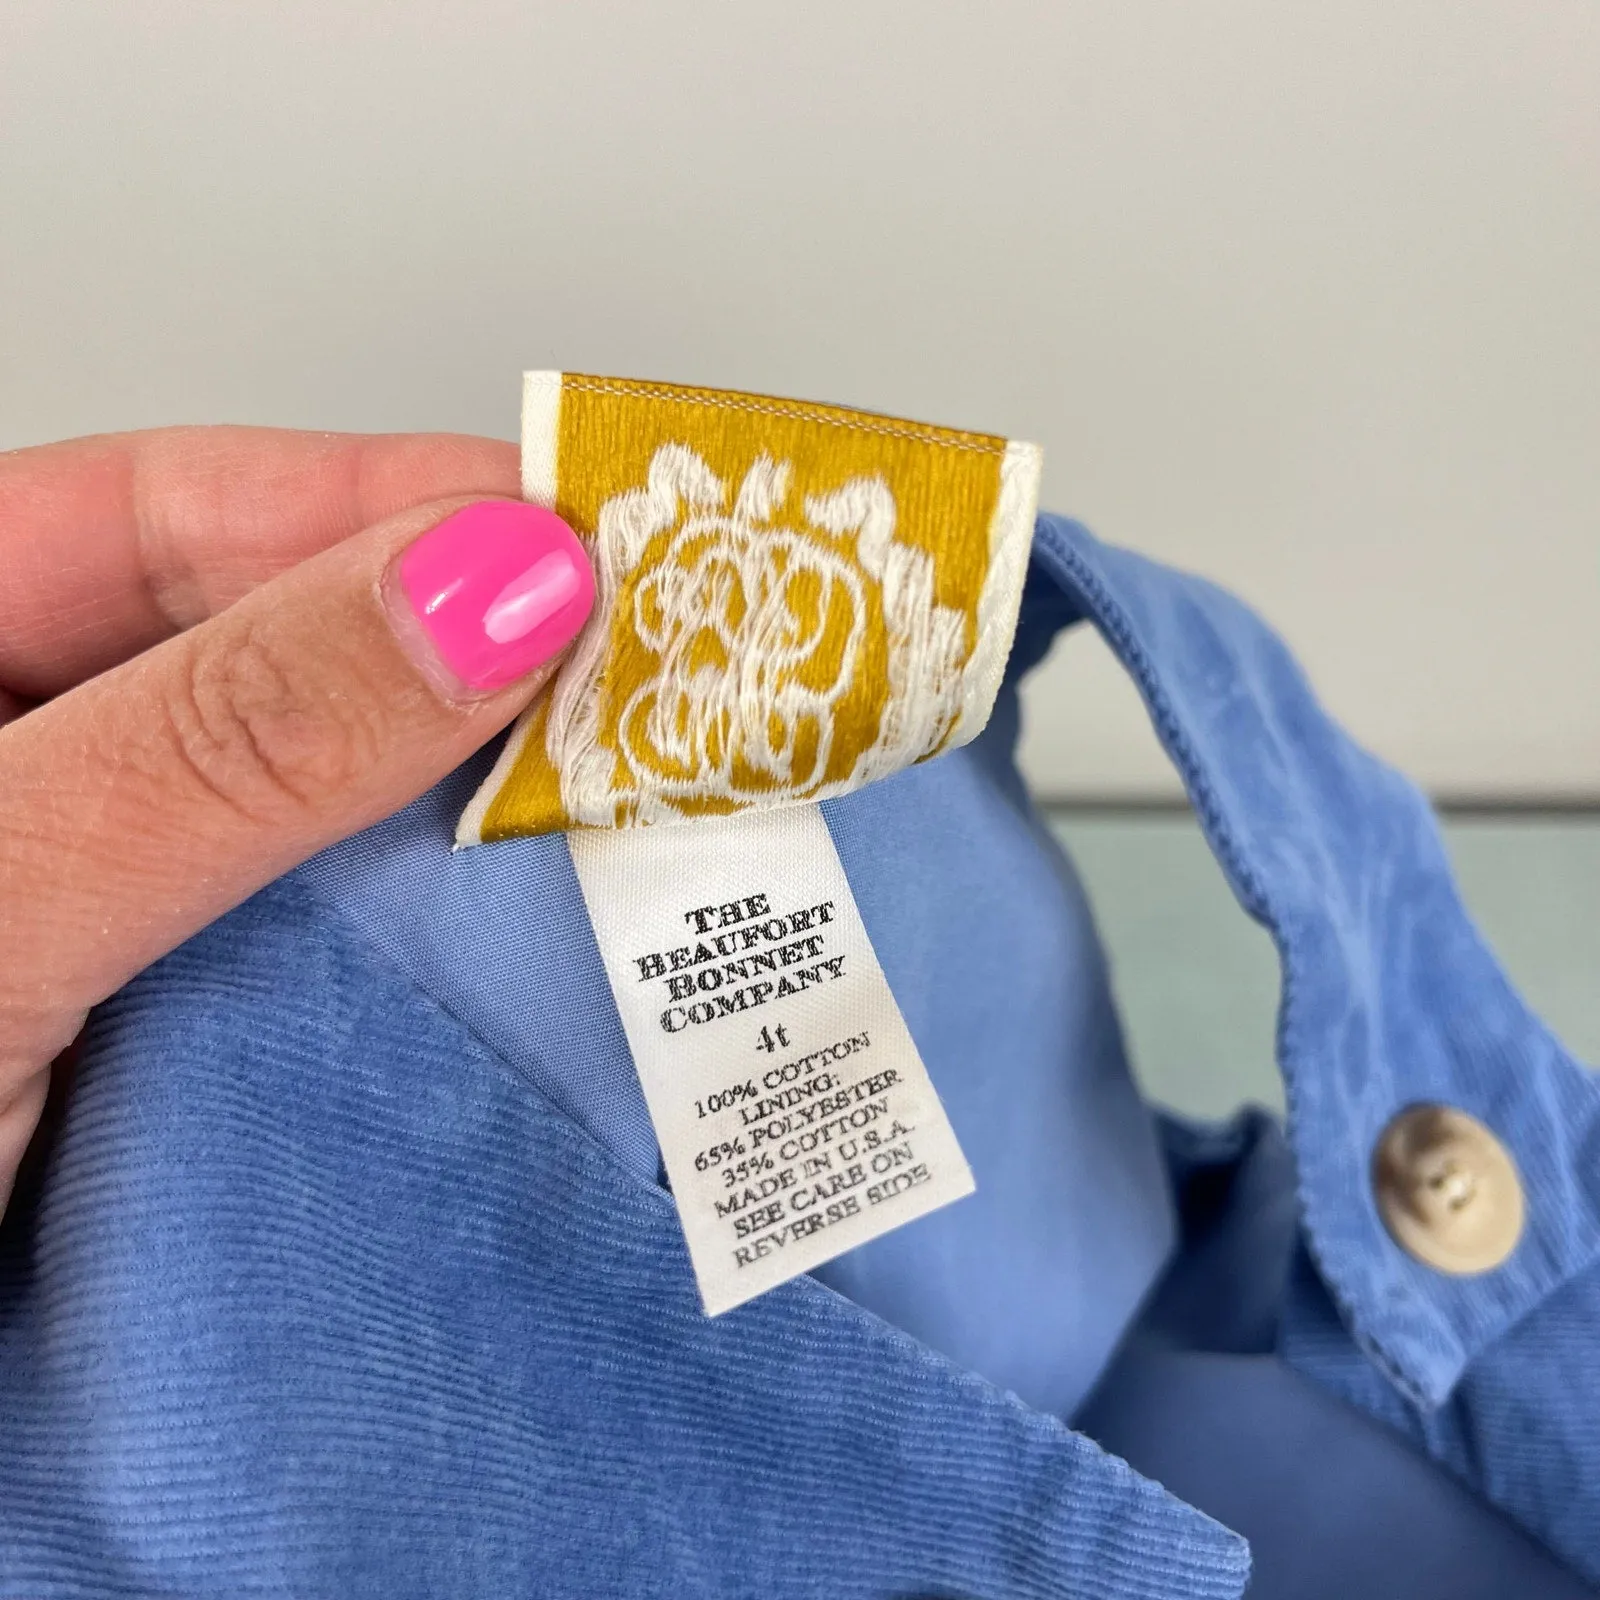 THE
BEAUFORT
BONNET
COMPANY
4t
100% COTTON
LINING:
65% POLYESTER
35% COTTON
MADE IN U.S.A.
SEE CARE ON
REVERSE SIDE